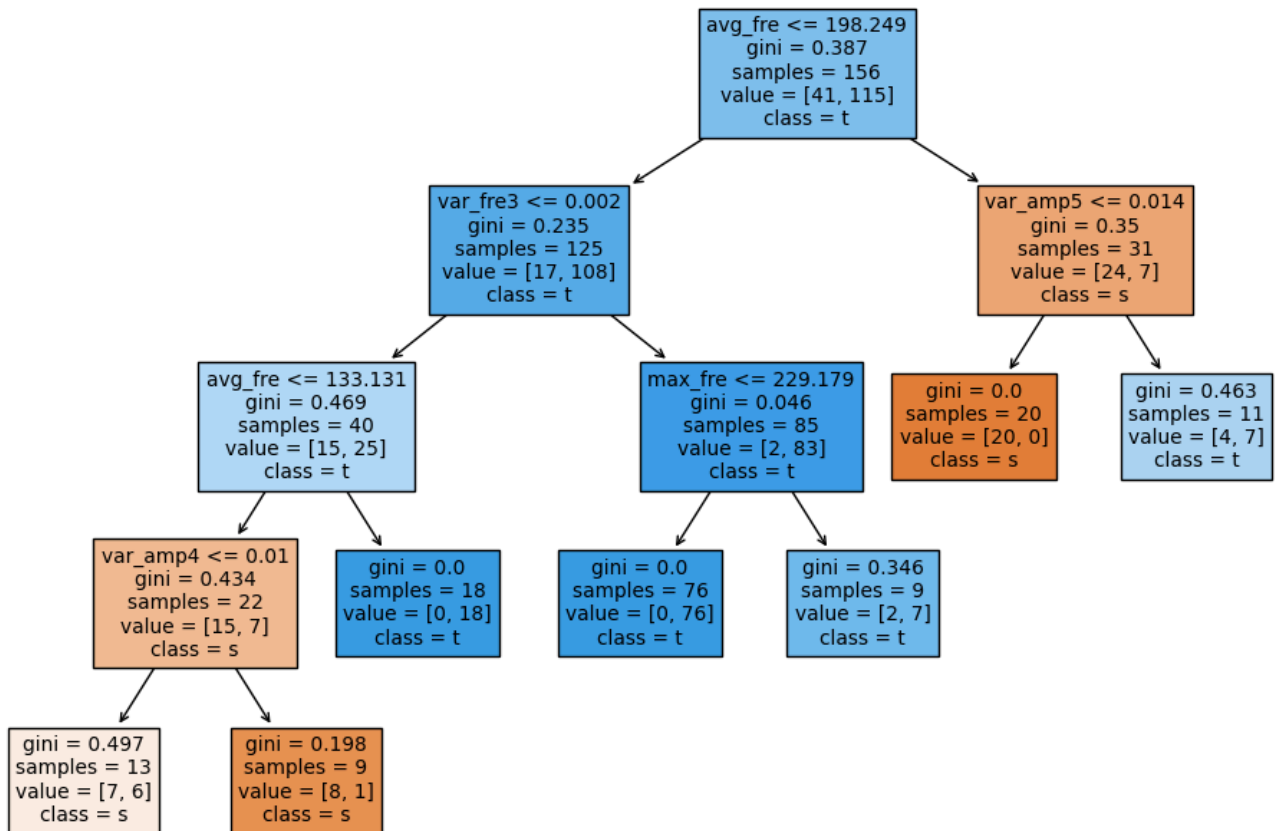 avg_fre <= 198.249
gini = 0.387
samples = 156
value = [41, 115]
class = t
var_fre3 <= 0.002
gini = 0.235
samples = 125
value = [17, 108]
class = t
var_amp5 <= 0.014
gini = 0.35
samples = 31
value = [24, 7]
class = s
avg_fre <= 133.131
gini = 0.469
samples = 40
value = [15, 25]
class = t
max_fre <= 229.179
gini = 0.046
samples = 85
value = [2, 83]
class = t
gini = 0.0
samples = 20
value = [20, 0]
class = s
gini = 0.463
samples = 11
value = [4, 7]
class = t
var_amp4 <= 0.01
gini = 0.434
samples = 22
value = [15, 7]
class = s
gini = 0.0
samples = 18
value = [0, 18]
class = t
gini = 0.0
samples = 76
value = [0, 76]
class = t
gini = 0.346
samples = 9
value = [2, 7]
class = t
gini = 0.497
samples = 13
value = [7, 6]
class = s
gini = 0.198
samples = 9
value = [8, 1]
class = s